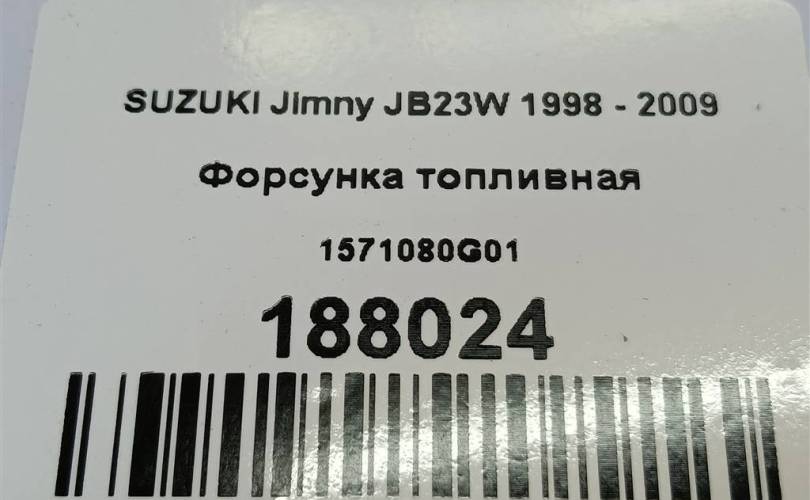 SUZUKI Jimny JB23W 1998 - 2009
Форсунка топливная
1571080G01
188024